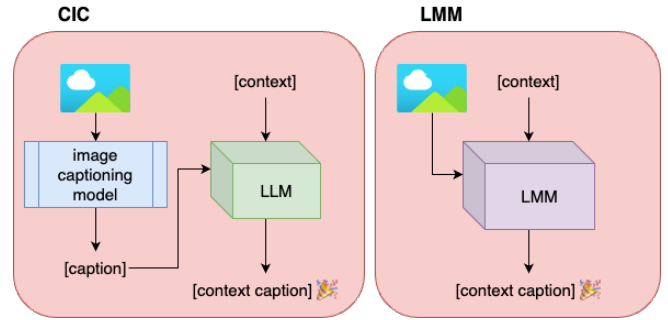 CIC
[context]
image
captioning
model
LLM
[caption]
[context caption]
LMM
[context]
LMM
[context caption]